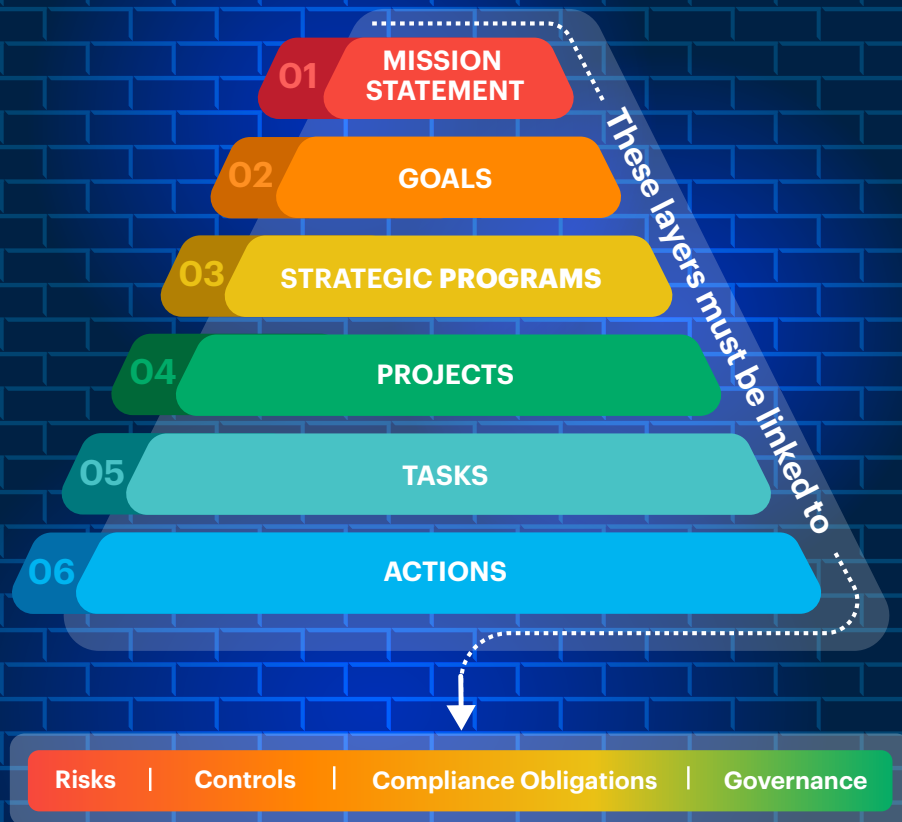 01
MISSION
STATEMENT
02
GOALS
03
STRATEGIC PROGRAMS
04
PROJECTS
05
TASKS
06
ACTIONS
These layers must be linked to
Risks | Controls | Compliance Obligations | Governance